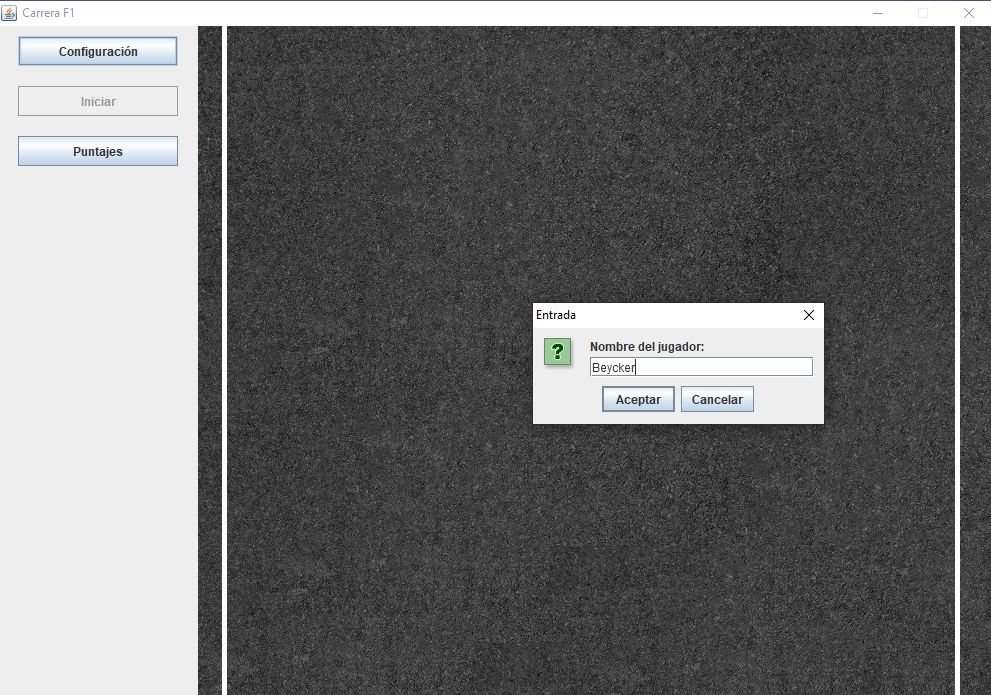 Carrera F1
Configuración
Iniciar
Puntajes
Entrada
Nombre del jugador:
Beycker
Aceptar Cancelar